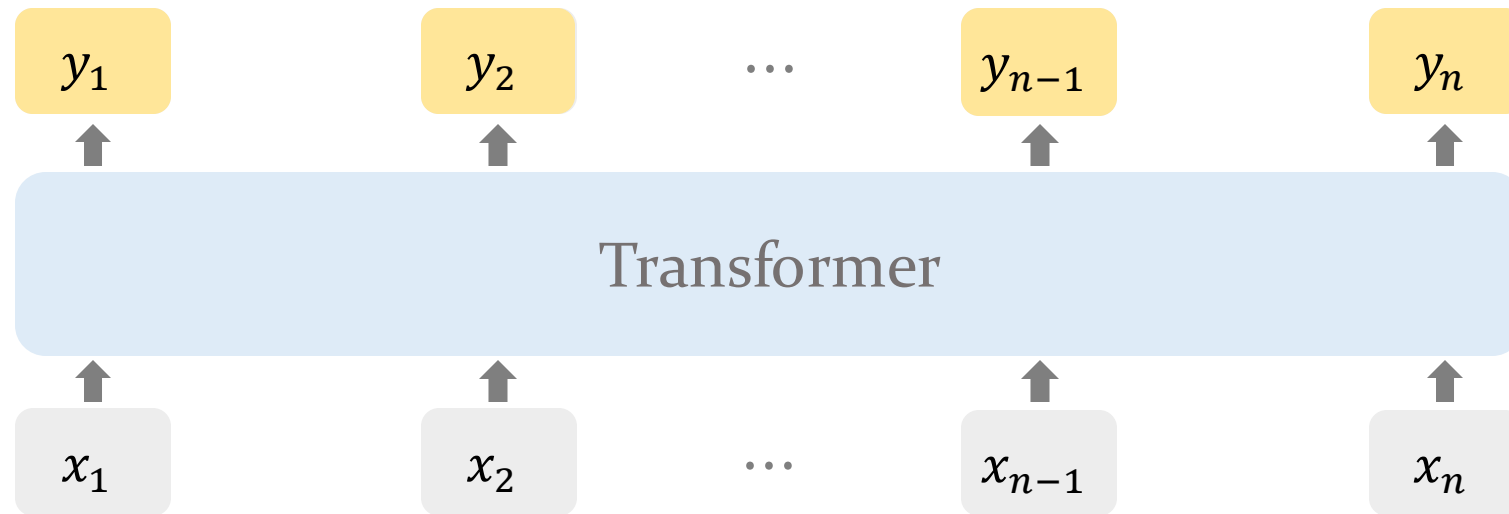 y₁ y₂ … yₙ₋₁ yₙ
Transformer
x₁ x₂ … xₙ₋₁ xₙ